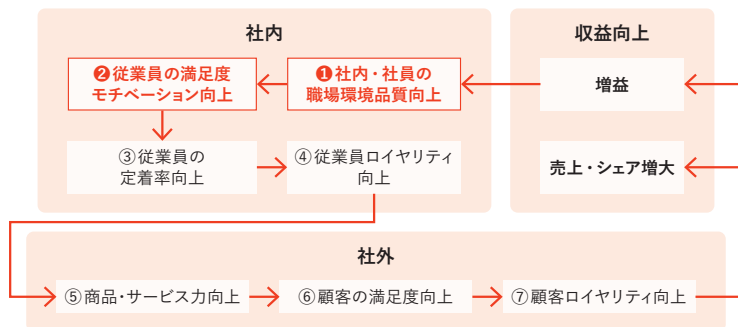 社内
❷従業員の満足度
モチベーション向上
❶社内・社員の
職場環境品質向上
③従業員の
定着率向上
④従業員ロイヤリティ
向上
収益向上
増益
売上・シェア増大
社外
⑤商品・サービス力向上
⑥顧客の満足度向上
⑦顧客ロイヤリティ向上